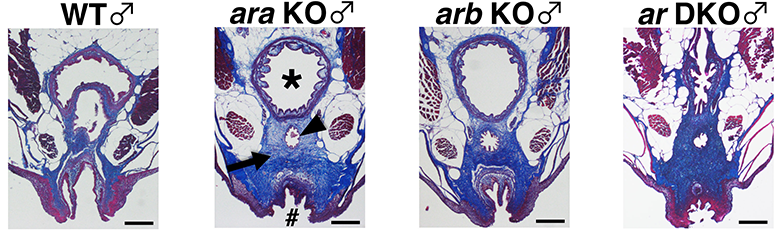 WT♂
ara KO♂
arb KO♂
ar DKO♂
*
#